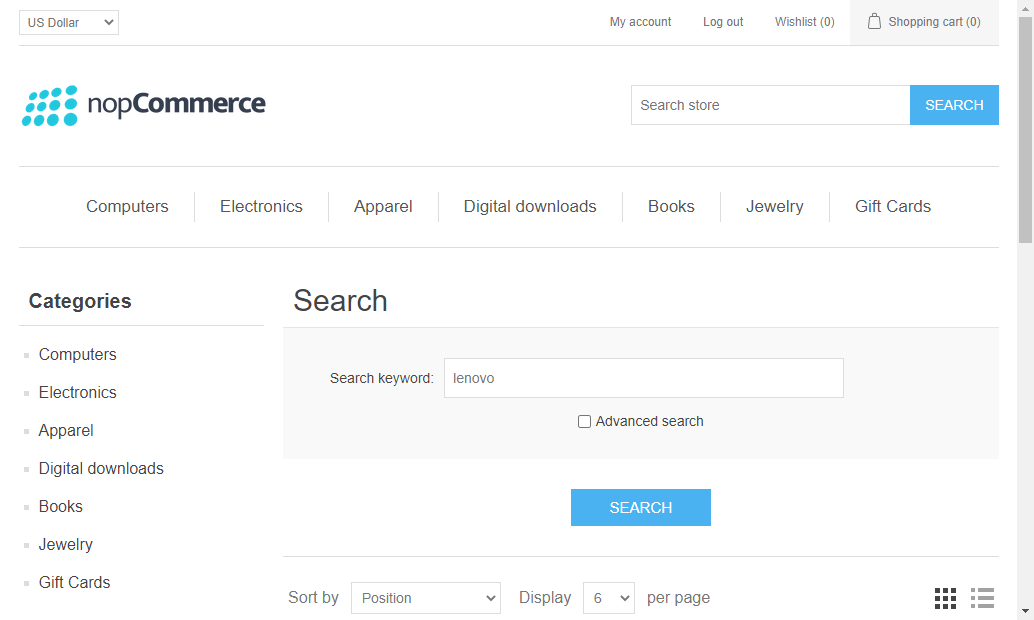 US Dollar My account Log out Wishlist (0) Shopping cart (0)
nopCommerce Search store SEARCH
Computers Electronics Apparel Digital downloads Books Jewelry Gift Cards
Categories
Computers
Electronics
Apparel
Digital downloads
Books
Jewelry
Gift Cards
Search
Search keyword: lenovo
Advanced search
SEARCH
Sort by Position Display 6 per page